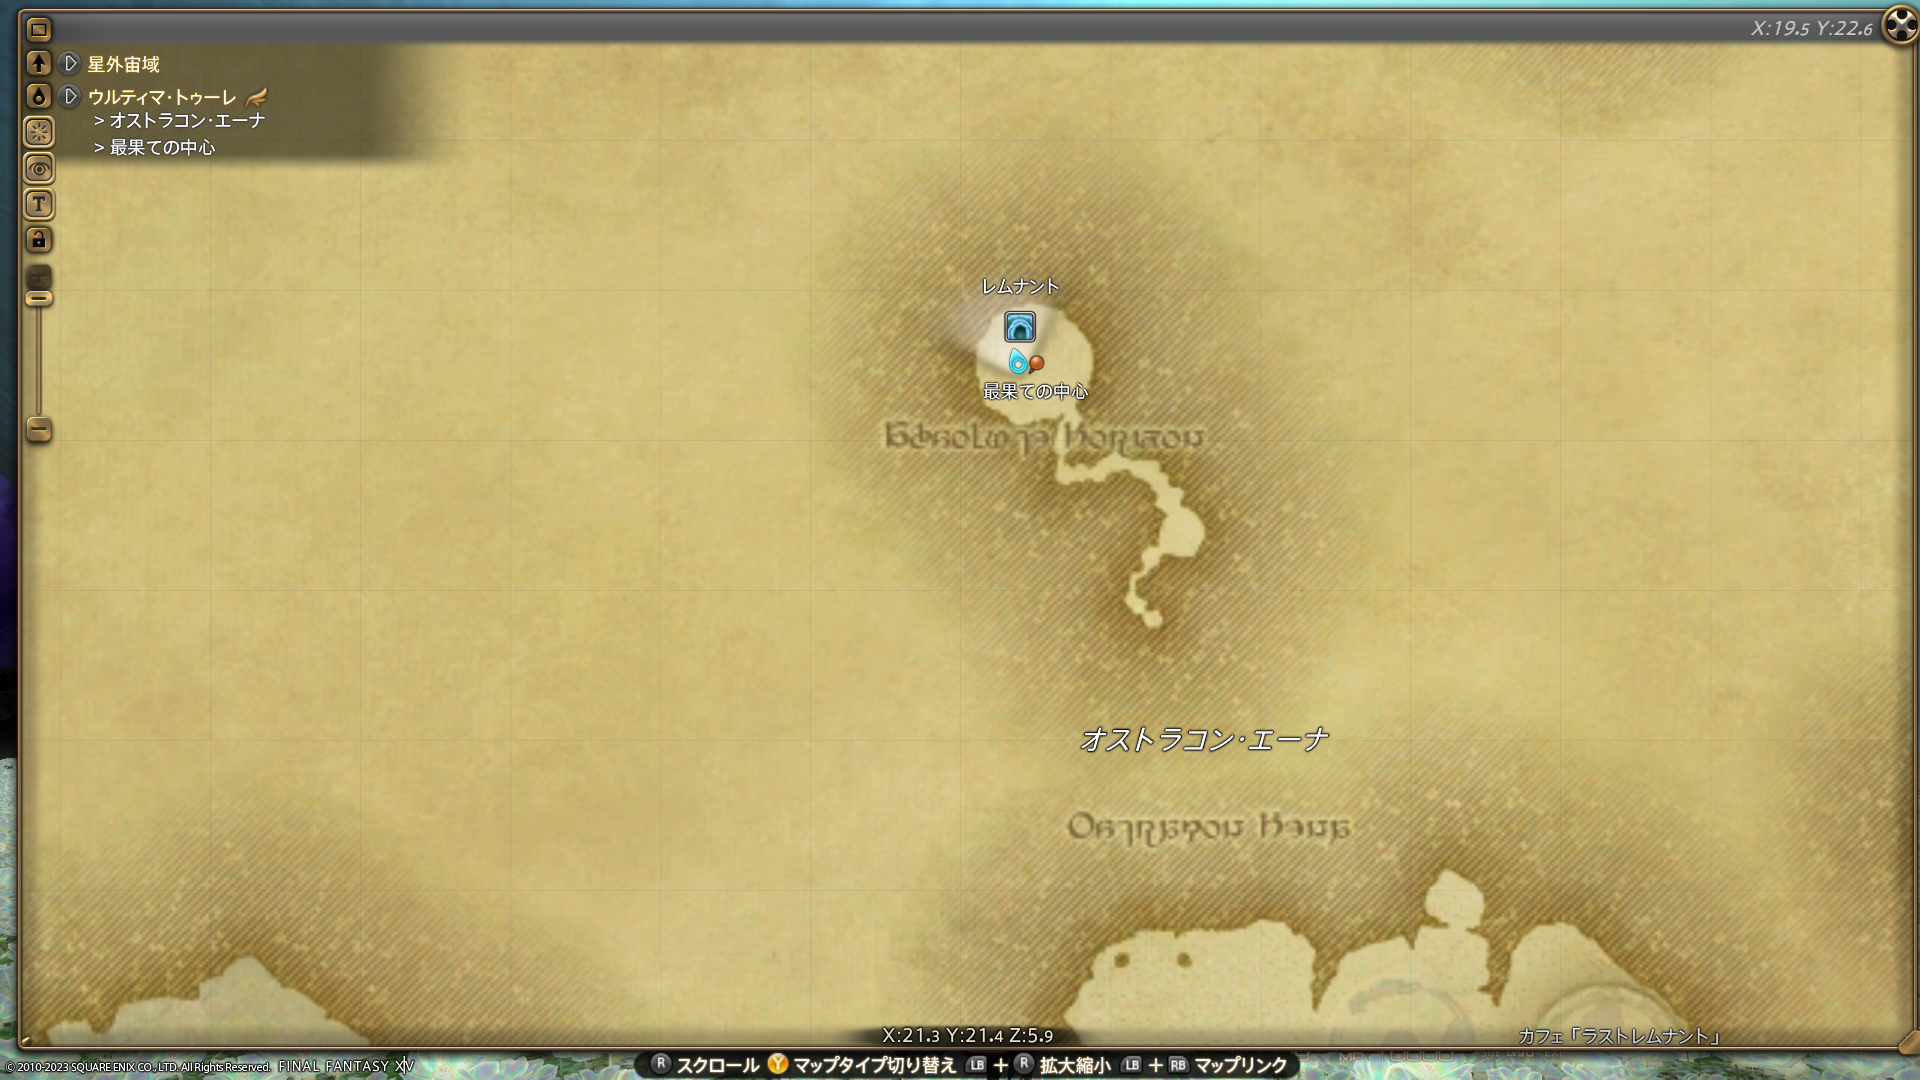 X:19.5 Y:22.6
星外宙域
ウルティマ・トゥーレ
> オストラコン・エーナ
> 最果ての中心
T
レムナント
最果ての中心
オストラコン・エーナ
X:21.3 Y:21.4 Z:5.9
カフェ「ラストレムナント」
© 2010-2023 SQUARE ENIX CO., LTD. All Rights Reserved. FINAL FANTASY XIV
R スクロール Y マップタイプ切り替え LB + R 拡大縮小 LB + RB マップリンク